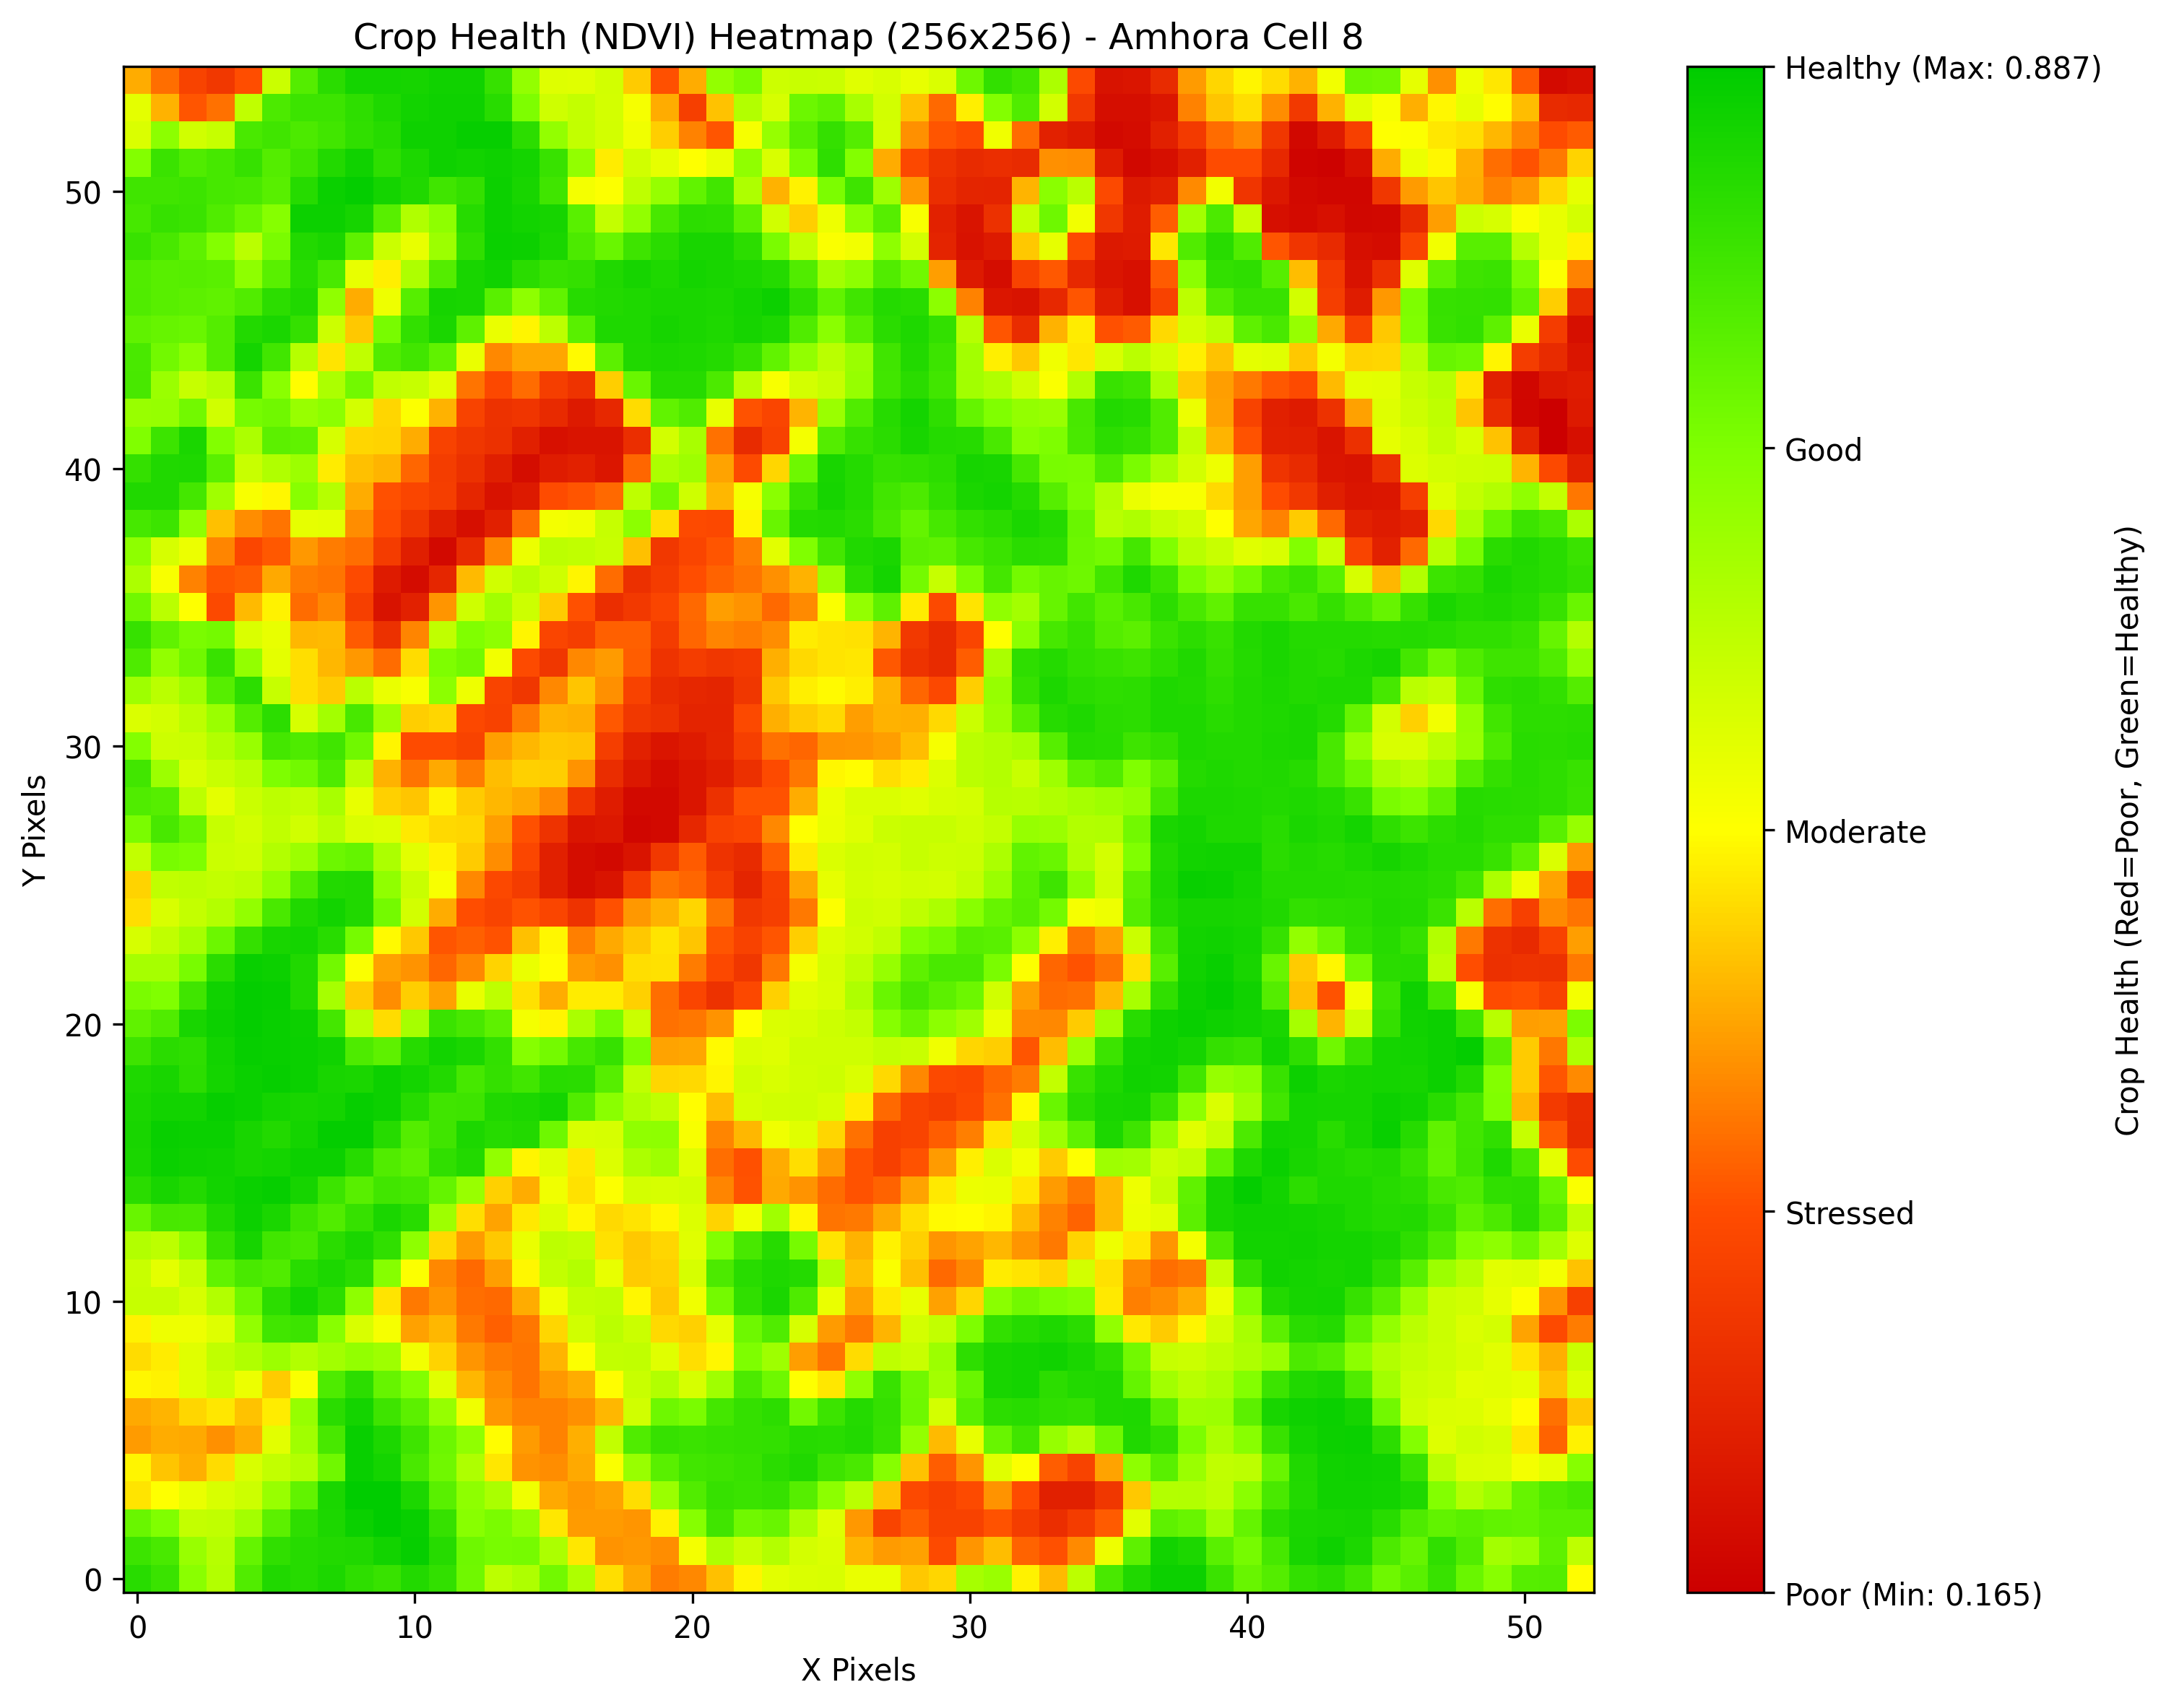 Crop Health (NDVI) Heatmap (256x256) - Amhora Cell 8
Y Pixels
50
40
30
20
10
0
0 10 20 30 40 50
X Pixels
Healthy (Max: 0.887)
Good
Moderate
Stressed
Poor (Min: 0.165)
Crop Health (Red=Poor, Green=Healthy)